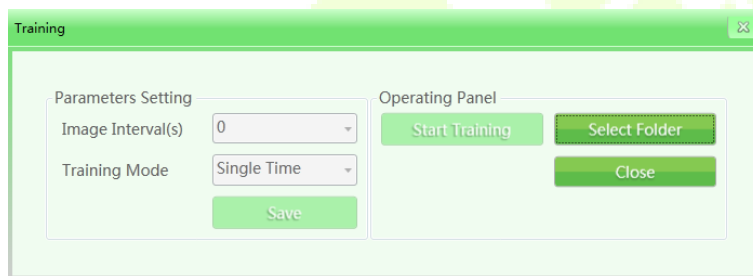 Training
Parameters Setting
Image Interval(s) 0
Training Mode Single Time
Save
Operating Panel
Start Training Select Folder
Close